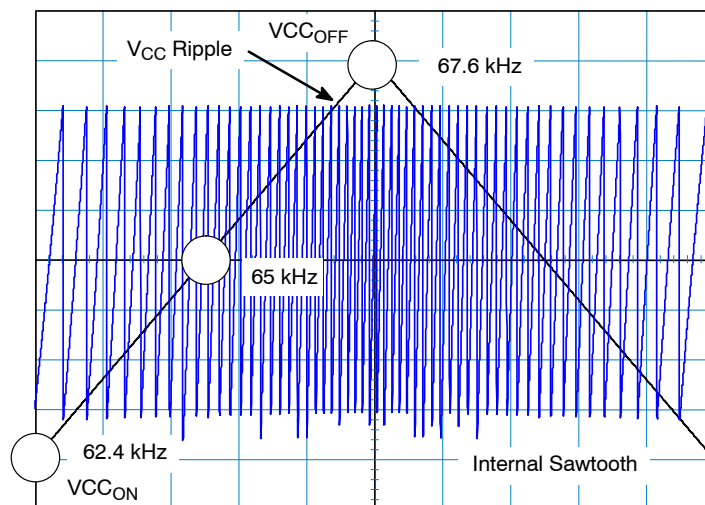 VCCOFF
VCC Ripple
67.6 kHz
65 kHz
62.4 kHz
Internal Sawtooth
VCCON